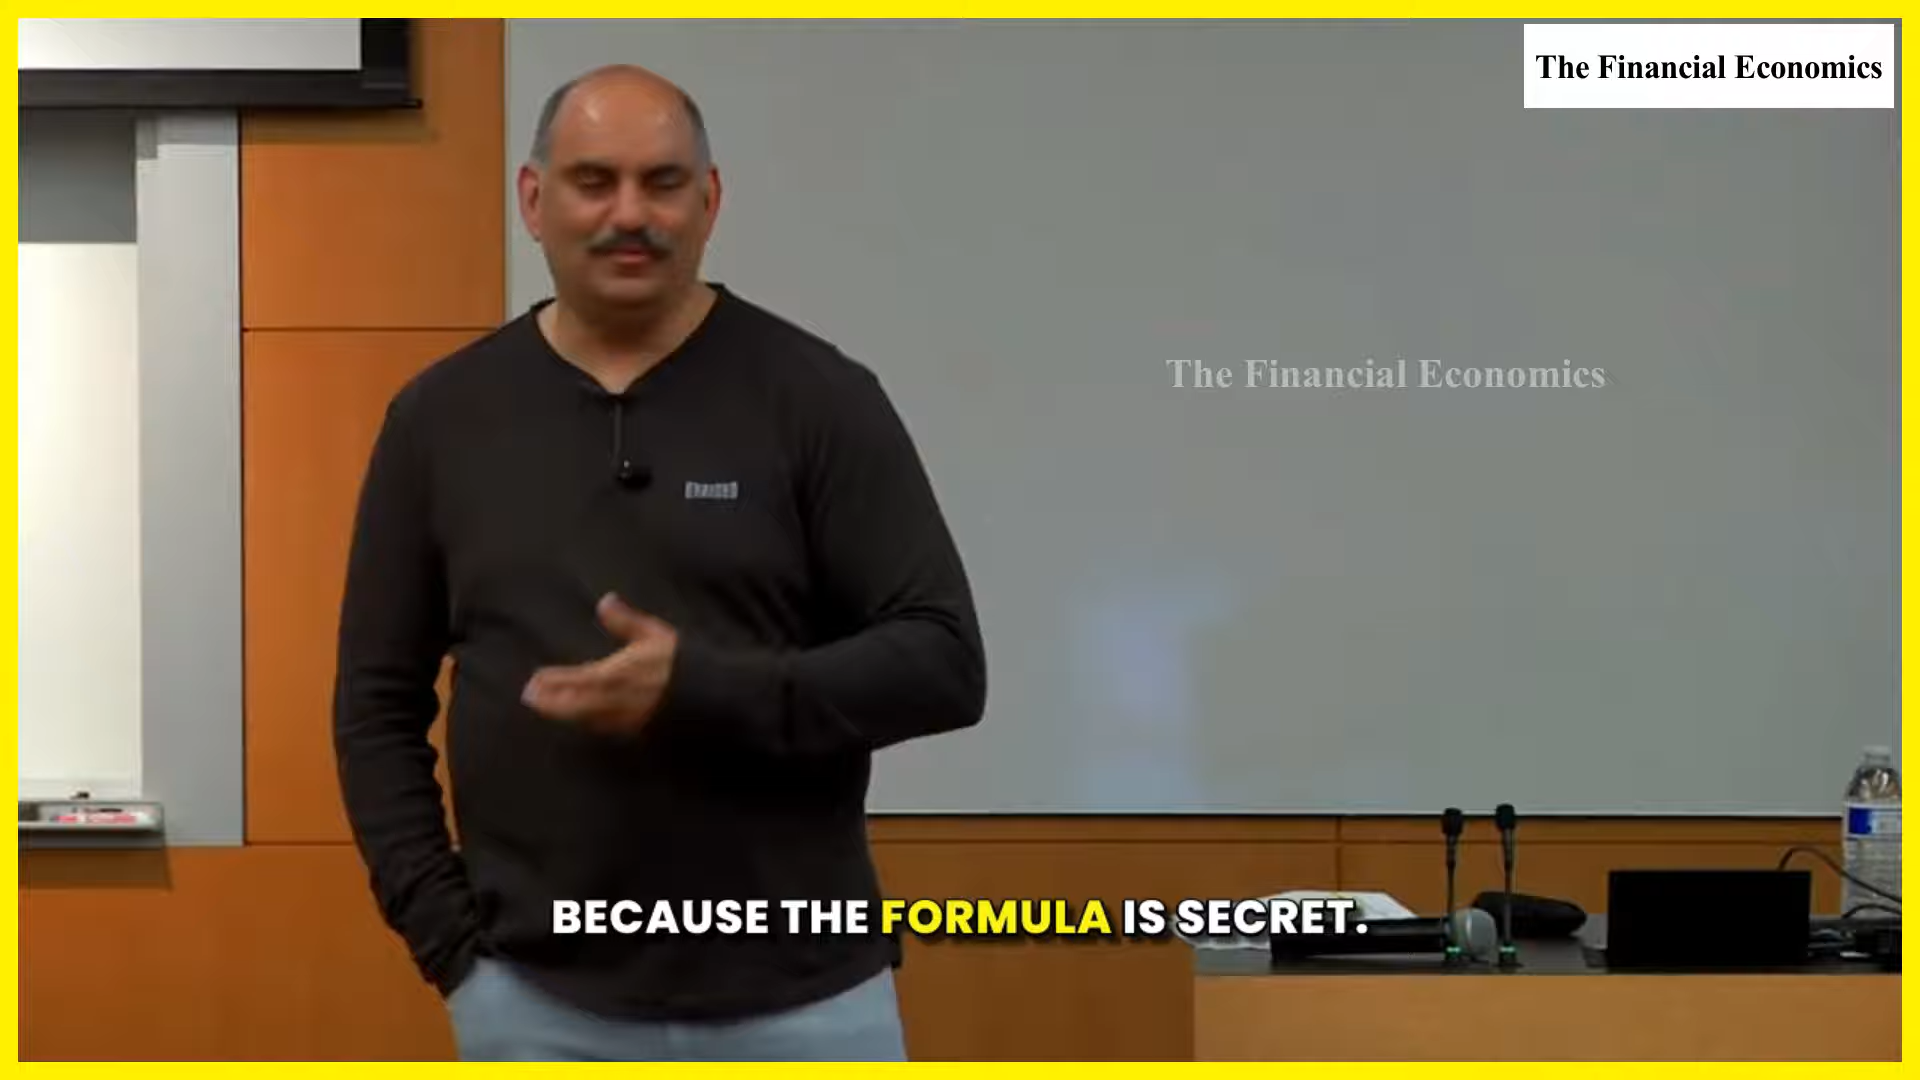 The Financial Economics
The Financial Economics
BECAUSE THE FORMULA IS SECRET.